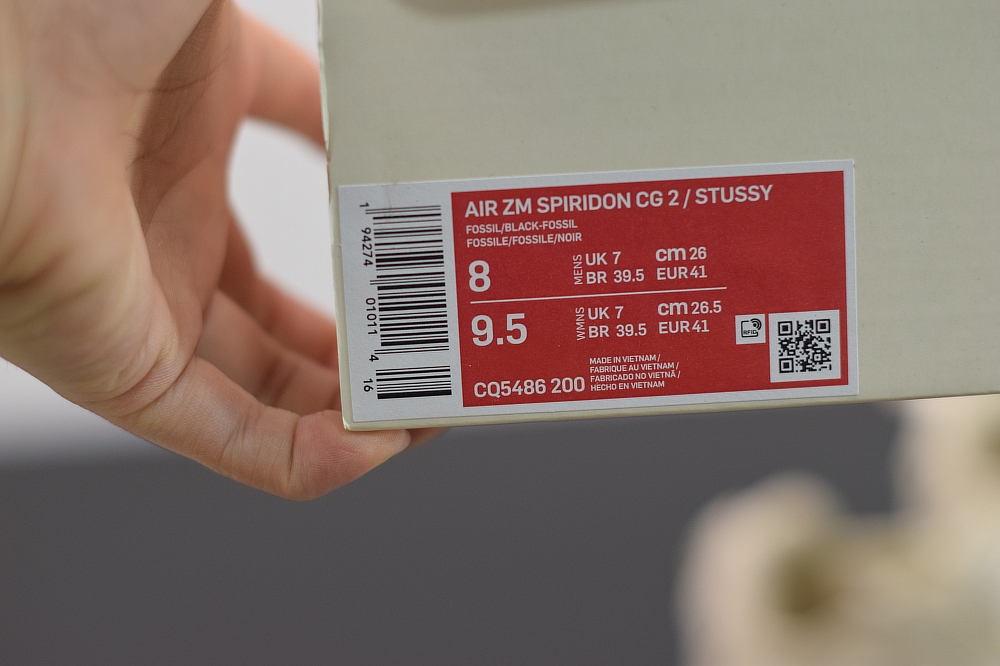 AIR ZM SPIRIDON CG 2 / STUSSY
FOSSIL/BLACK-FOSSIL
FOSSILE/FOSSILE/NOIR
8 MENS UK 7 cm 26
BR 39.5 EUR 41
9.5 WMNS UK 7 cm 26.5
BR 39.5 EUR 41
RFID
MADE IN VIETNAM /
FABRIQUE AU VIETNAM /
FABRICADO NO VIETNÃ /
HECHO EN VIETNAM
CQ5486 200
1 94274 01011 4 16